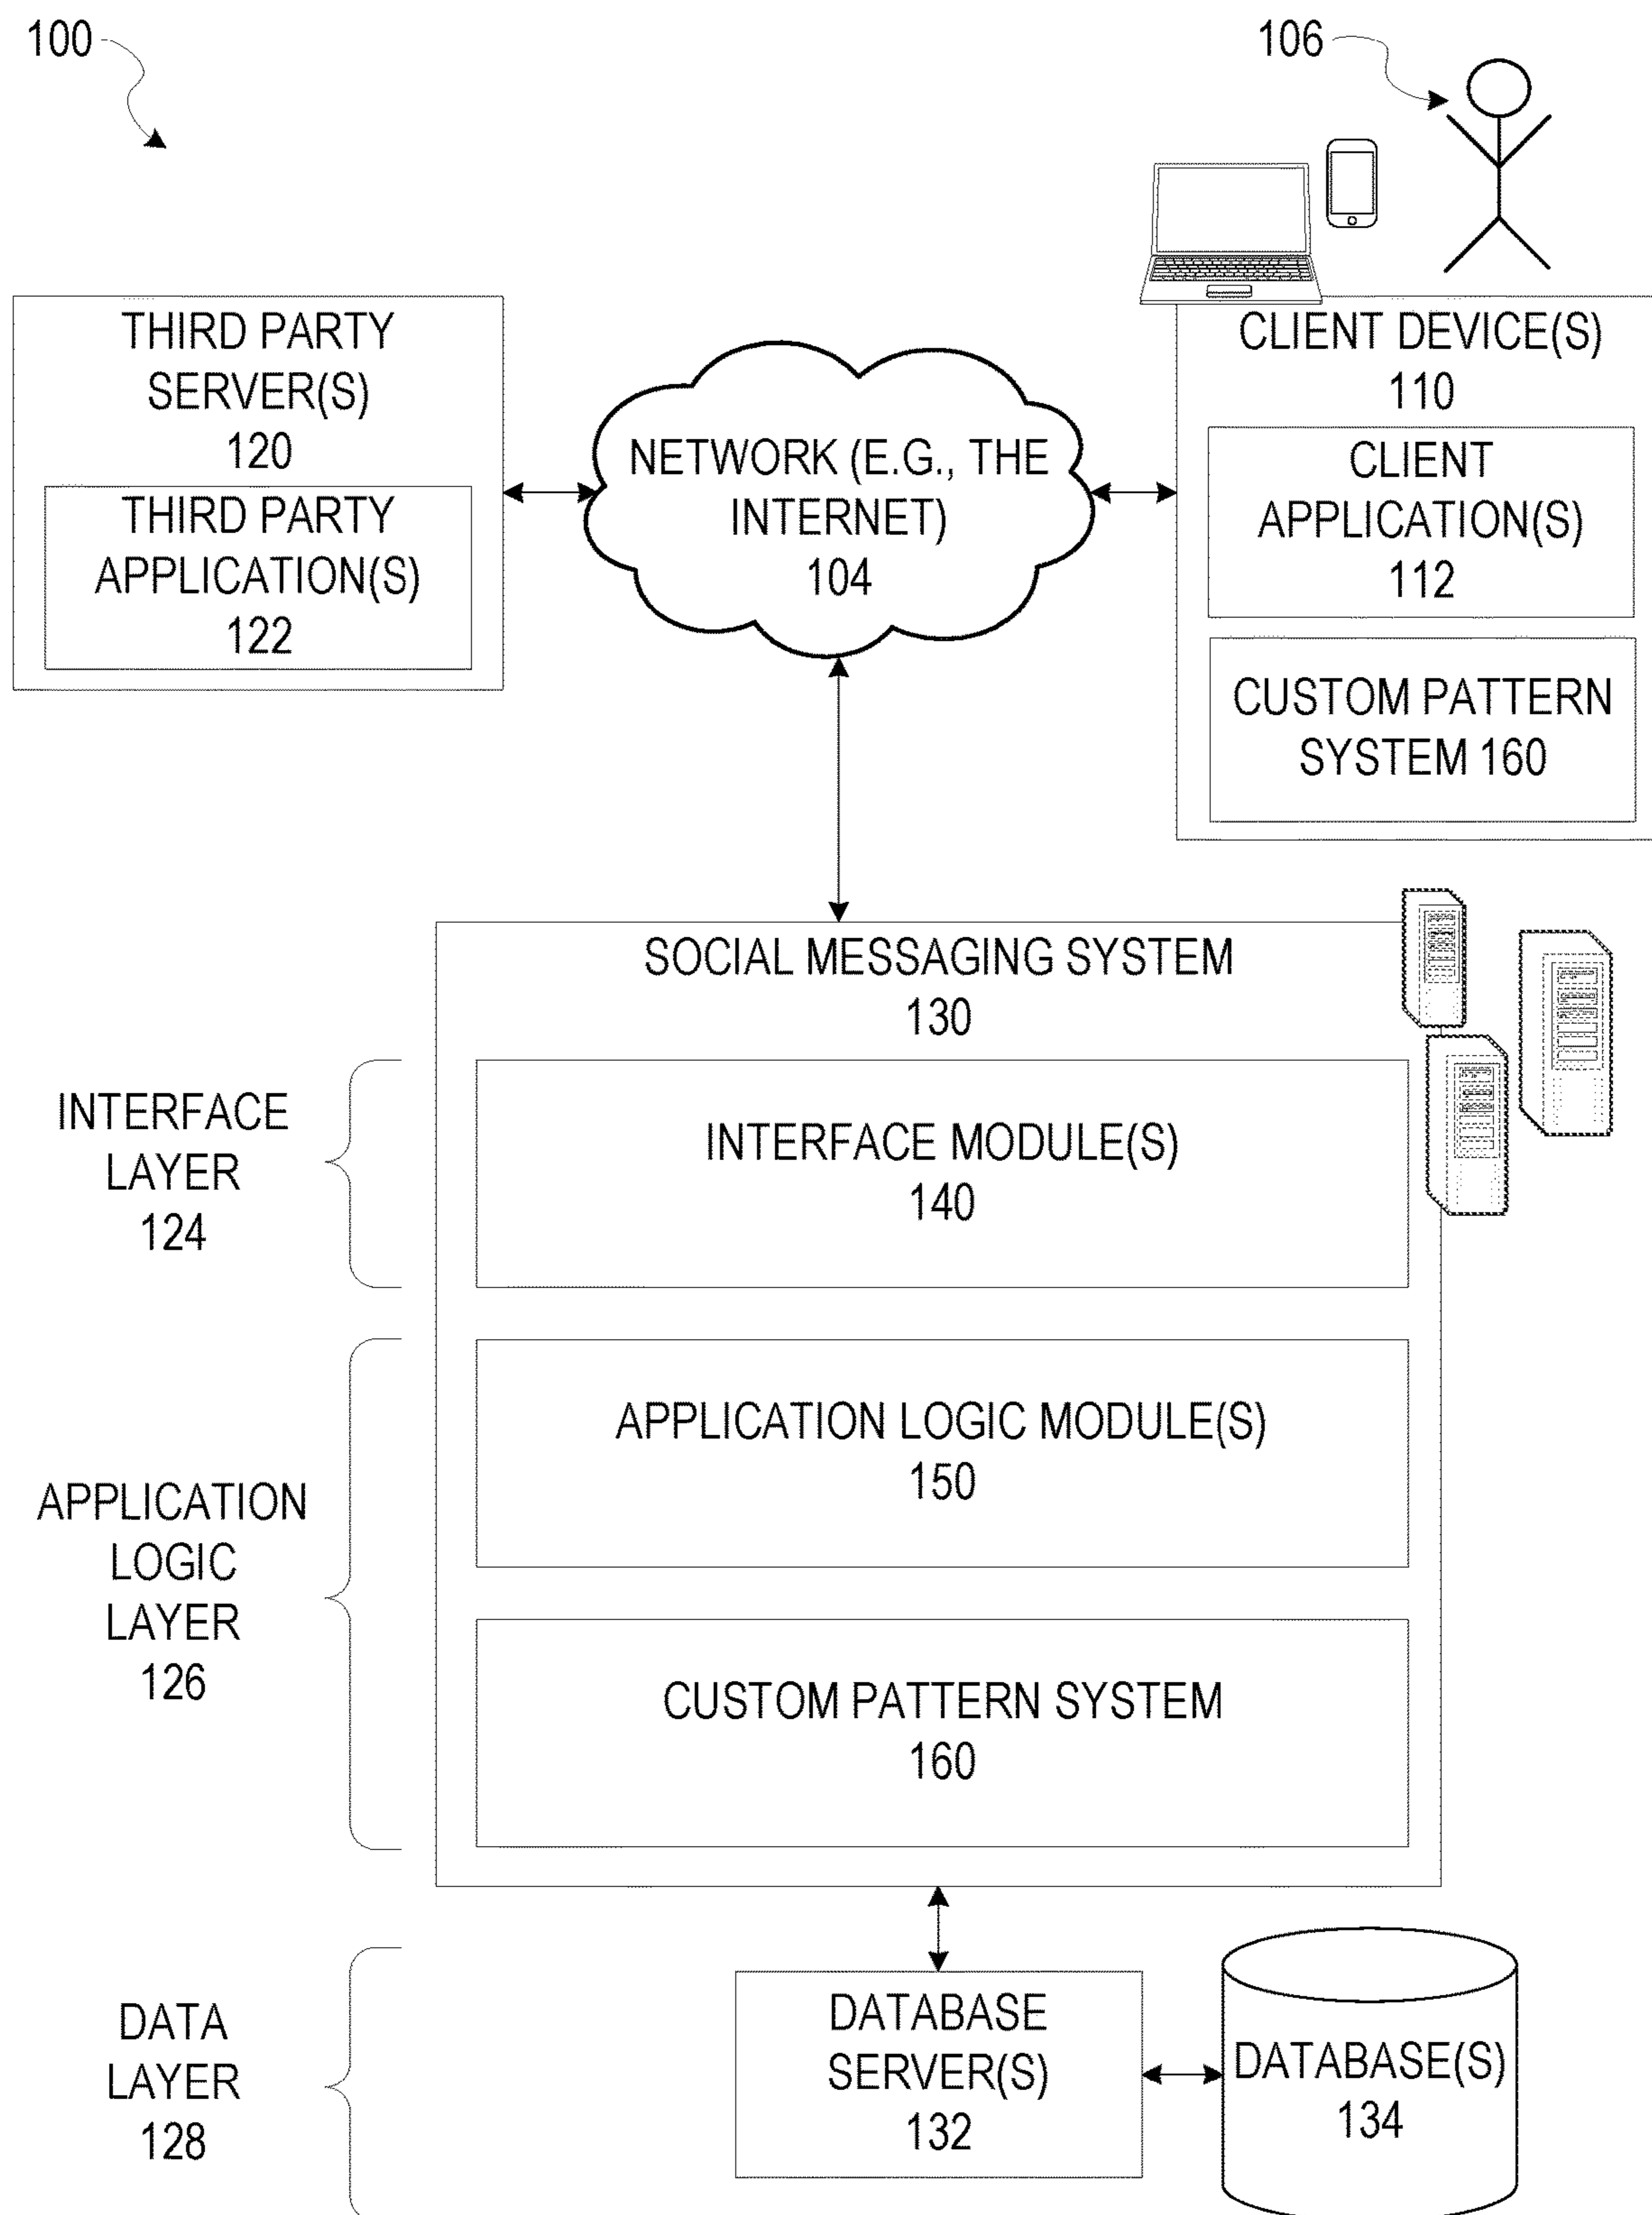 100
106
THIRD PARTY
SERVER(S)
120
THIRD PARTY
APPLICATION(S)
122
NETWORK (E.G., THE
INTERNET)
104
CLIENT DEVICE(S)
110
CLIENT
APPLICATION(S)
112
CUSTOM PATTERN
SYSTEM 160
SOCIAL MESSAGING SYSTEM
130
INTERFACE
LAYER
124
INTERFACE MODULE(S)
140
APPLICATION
LOGIC
LAYER
126
APPLICATION LOGIC MODULE(S)
150
CUSTOM PATTERN SYSTEM
160
DATA
LAYER
128
DATABASE
SERVER(S)
132
DATABASE(S)
134